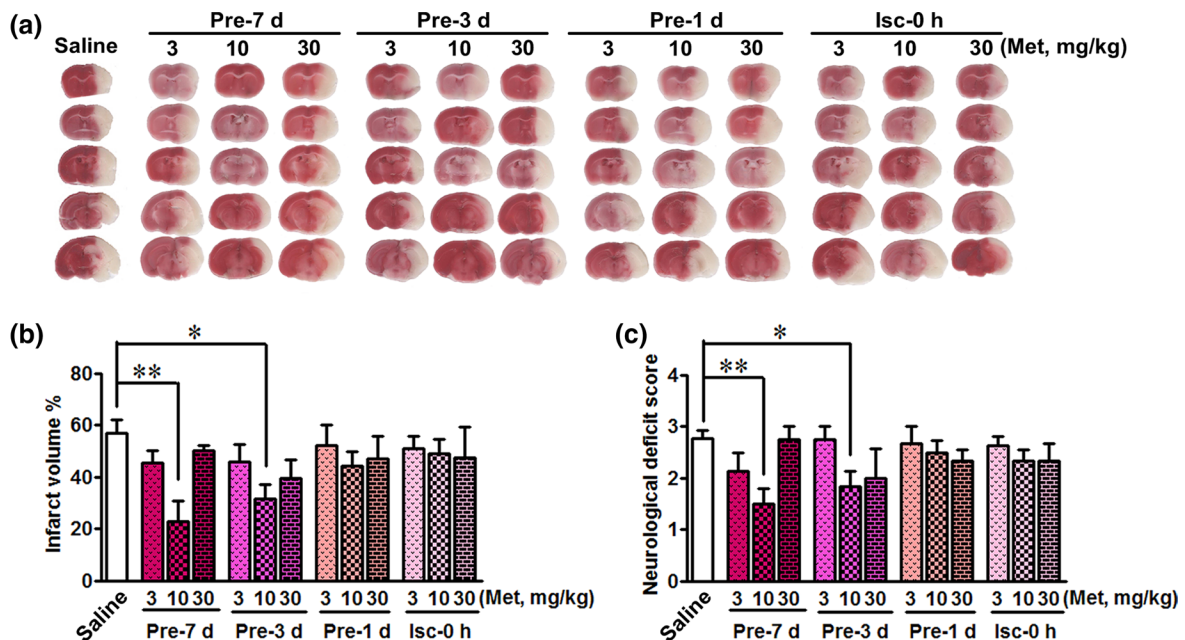 (a)
Pre-7 d Pre-3 d Pre-1 d Isc-0 h
Saline 3 10 30 3 10 30 3 10 30 3 10 30 (Met, mg/kg)
(b)
*
**
Infarct volume %
80
60
40
20
0
3 10 30 3 10 30 3 10 30 3 10 30 (Met, mg/kg)
Saline
Pre-7 d Pre-3 d Pre-1 d Isc-0 h
(c)
*
**
Neurological deficit score
4
3
2
1
0
3 10 30 3 10 30 3 10 30 3 10 30 (Met, mg/kg)
Saline
Pre-7 d Pre-3 d Pre-1 d Isc-0 h